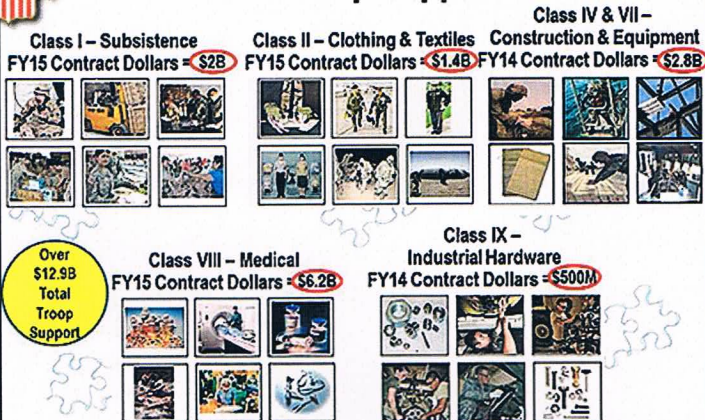 Class I – Subsistence
FY15 Contract Dollars = $2B
Class II – Clothing & Textiles
FY15 Contract Dollars = $1.4B
Class IV & VII –
Construction & Equipment
FY14 Contract Dollars = $2.8B
Over
$12.9B
Total
Troop
Support
Class VIII – Medical
FY15 Contract Dollars = $6.2B
Class IX –
Industrial Hardware
FY14 Contract Dollars = $500M